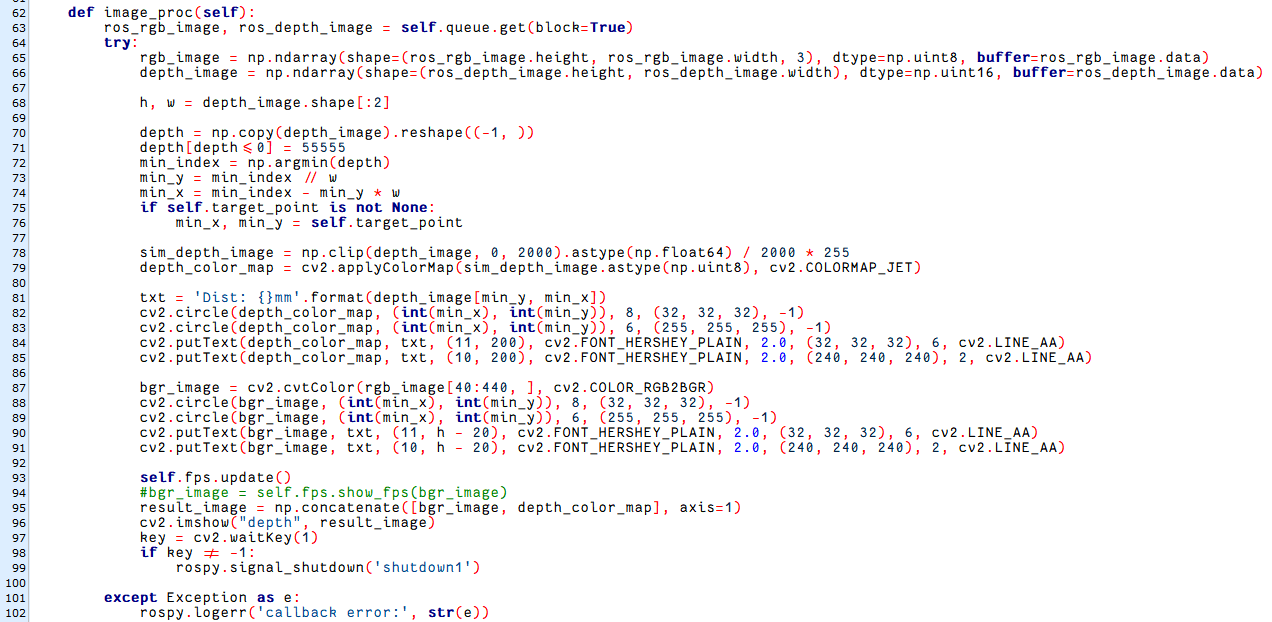 62 def image_proc(self):
63 ros_rgb_image, ros_depth_image = self.queue.get(block=True)
64 try:
65 rgb_image = np.ndarray(shape=(ros_rgb_image.height, ros_rgb_image.width, 3), dtype=np.uint8, buffer=ros_rgb_image.data)
66 depth_image = np.ndarray(shape=(ros_depth_image.height, ros_depth_image.width), dtype=np.uint16, buffer=ros_depth_image.data)
67
68 h, w = depth_image.shape[:2]
69
70 depth = np.copy(depth_image).reshape((-1, ))
71 depth[depth≤0] = 55555
72 min_index = np.argmin(depth)
73 min_y = min_index // w
74 min_x = min_index - min_y * w
75 if self.target_point is not None:
76 min_x, min_y = self.target_point
77
78 sim_depth_image = np.clip(depth_image, 0, 2000).astype(np.float64) / 2000 * 255
79 depth_color_map = cv2.applyColorMap(sim_depth_image.astype(np.uint8), cv2.COLORMAP_JET)
80
81 txt = 'Dist: {}mm'.format(depth_image[min_y, min_x])
82 cv2.circle(depth_color_map, (int(min_x), int(min_y)), 8, (32, 32, 32), -1)
83 cv2.circle(depth_color_map, (int(min_x), int(min_y)), 6, (255, 255, 255), -1)
84 cv2.putText(depth_color_map, txt, (11, 200), cv2.FONT_HERSHEY_PLAIN, 2.0, (32, 32, 32), 6, cv2.LINE_AA)
85 cv2.putText(depth_color_map, txt, (10, 200), cv2.FONT_HERSHEY_PLAIN, 2.0, (240, 240, 240), 2, cv2.LINE_AA)
86
87 bgr_image = cv2.cvtColor(rgb_image[40:440, ], cv2.COLOR_RGB2BGR)
88 cv2.circle(bgr_image, (int(min_x), int(min_y)), 8, (32, 32, 32), -1)
89 cv2.circle(bgr_image, (int(min_x), int(min_y)), 6, (255, 255, 255), -1)
90 cv2.putText(bgr_image, txt, (11, h - 20), cv2.FONT_HERSHEY_PLAIN, 2.0, (32, 32, 32), 6, cv2.LINE_AA)
91 cv2.putText(bgr_image, txt, (10, h - 20), cv2.FONT_HERSHEY_PLAIN, 2.0, (240, 240, 240), 2, cv2.LINE_AA)
92
93 self.fps.update()
94 #bgr_image = self.fps.show_fps(bgr_image)
95 result_image = np.concatenate([bgr_image, depth_color_map], axis=1)
96 cv2.imshow("depth", result_image)
97 key = cv2.waitKey(1)
98 if key ≠ -1:
99 rospy.signal_shutdown('shutdown1')
100
101 except Exception as e:
102 rospy.logerr('callback error:', str(e))